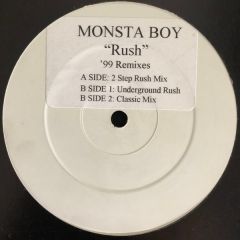 MONSTA BOY
"Rush"
'99 Remixes
A SIDE: 2 Step Rush Mix
B SIDE 1: Underground Rush
B SIDE 2: Classic Mix